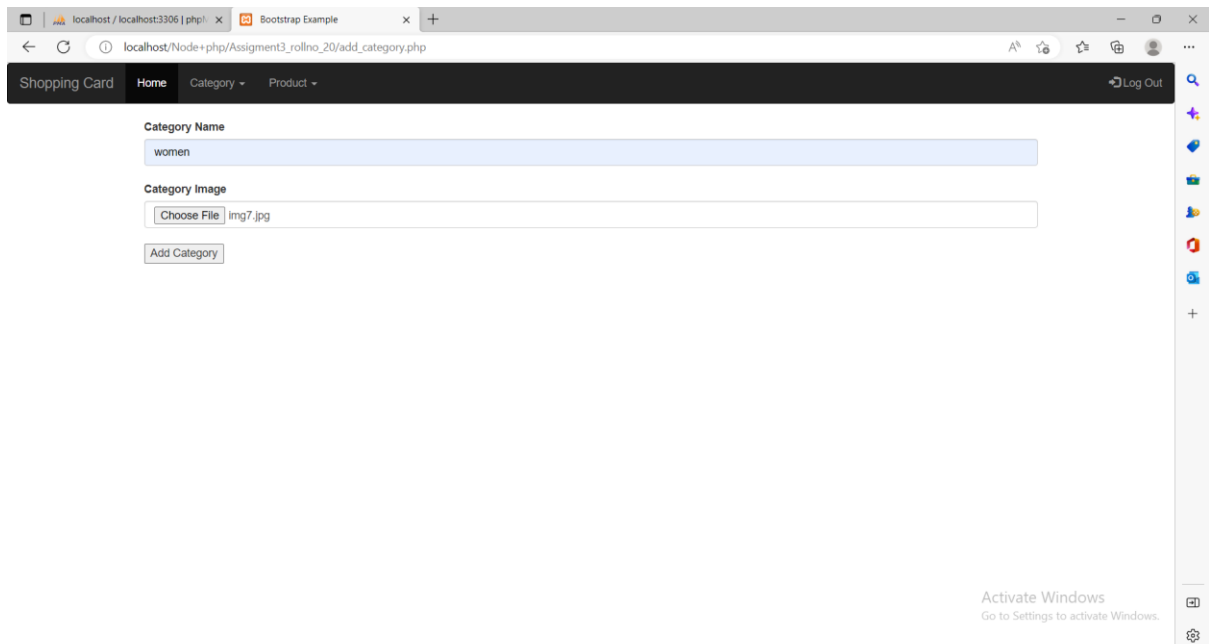 localhost / localhost:3306 | php
Bootstrap Example
localhost/Node+php/Assigment3_rollno_20/add_category.php
Shopping Card Home Category Product Log Out
Category Name
women
Category Image
Choose File img7.jpg
Add Category
Activate Windows
Go to Settings to activate Windows.